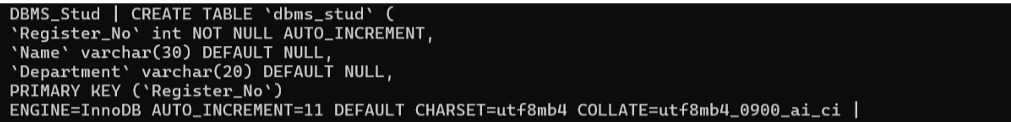 DBMS_Stud | CREATE TABLE `dbms_stud` (
`Register_No` int NOT NULL AUTO_INCREMENT,
`Name` varchar(30) DEFAULT NULL,
`Department` varchar(20) DEFAULT NULL,
PRIMARY KEY (`Register_No`)
ENGINE=InnoDB AUTO_INCREMENT=11 DEFAULT CHARSET=utf8mb4 COLLATE=utf8mb4_0900_ai_ci |